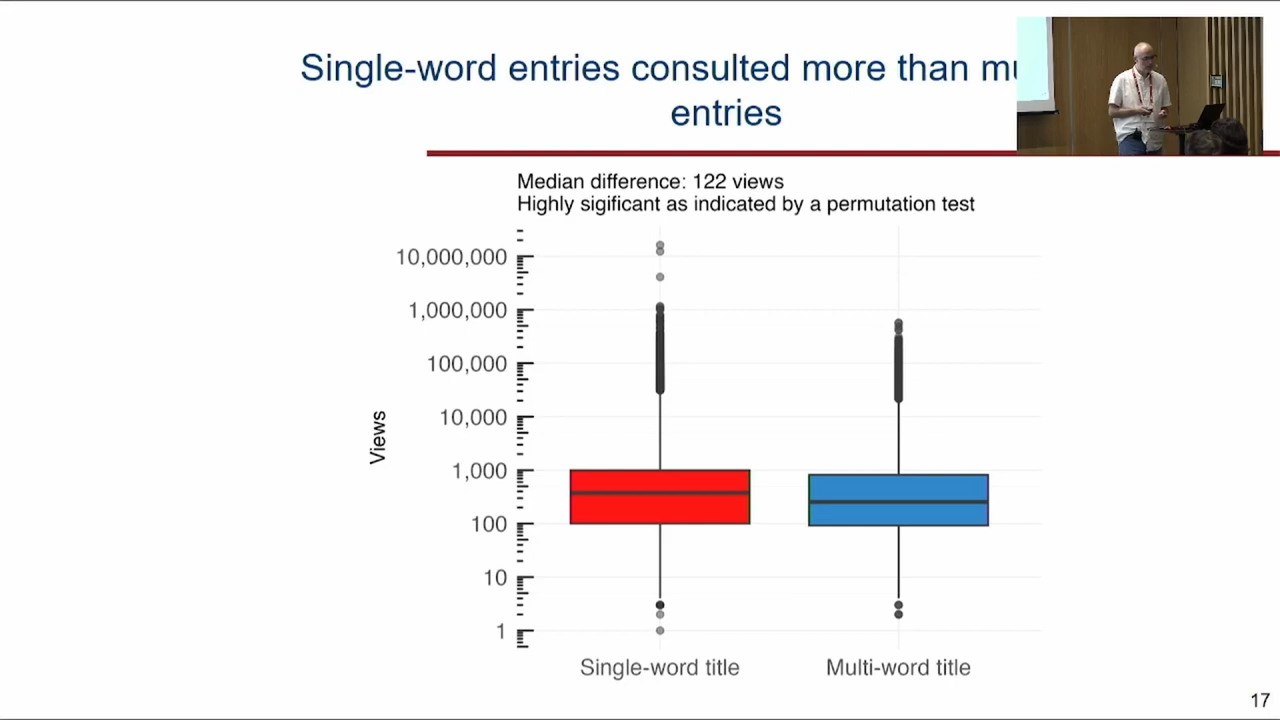 Single-word entries consulted more than
entries
Median difference: 122 views
Highly sigificant as indicated by a permutation test
10,000,000
1,000,000
100,000
10,000
1,000
100
10
1
Views
Single-word title
Multi-word title
17